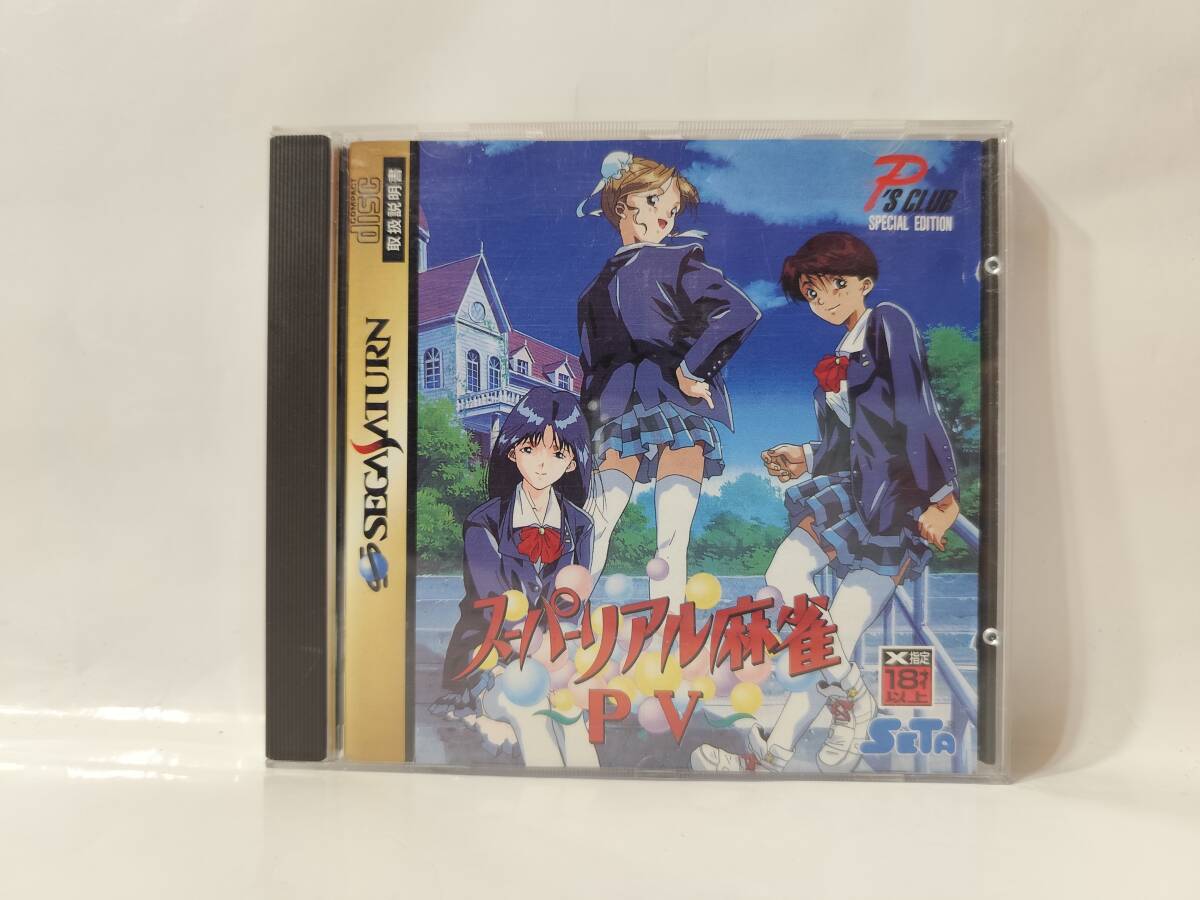 COMPACT
disc
取扱説明書
SEGA SATURN
P'S CLUB
SPECIAL EDITION
スーパーリアル麻雀
~PV~
X指定
18才
以上
SETA